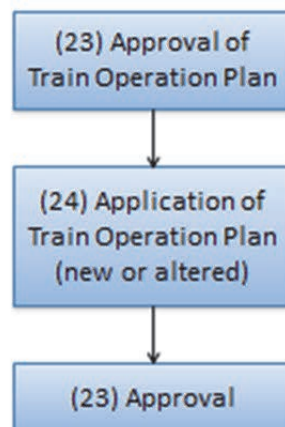 (23) Approval of
Train Operation Plan
(24) Application of
Train Operation Plan
(new or altered)
(23) Approval